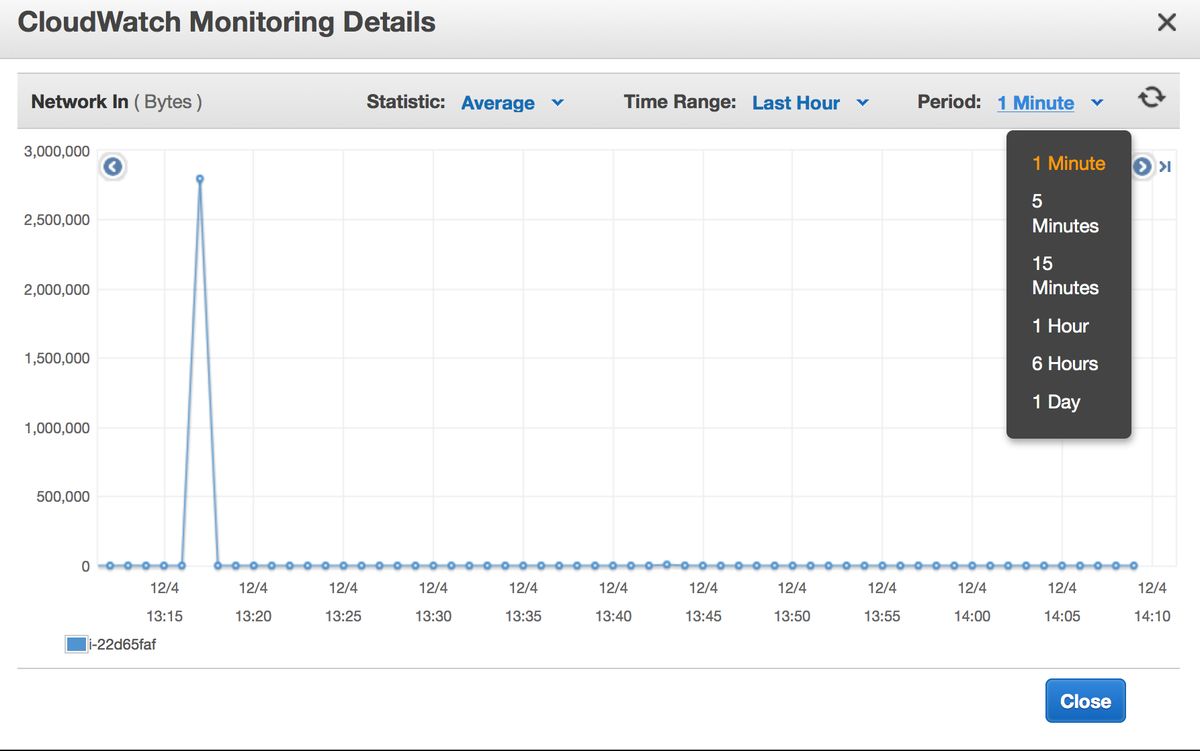 CloudWatch Monitoring Details
Network In ( Bytes ) Statistic: Average Time Range: Last Hour Period: 1 Minute
1 Minute
5
Minutes
15
Minutes
1 Hour
6 Hours
1 Day
3,000,000
2,500,000
2,000,000
1,500,000
1,000,000
500,000
0
12/4 12/4 12/4 12/4 12/4 12/4 12/4 12/4 12/4 12/4 12/4 12/4
13:15 13:20 13:25 13:30 13:35 13:40 13:45 13:50 13:55 14:00 14:05 14:10
i-22d65faf
Close